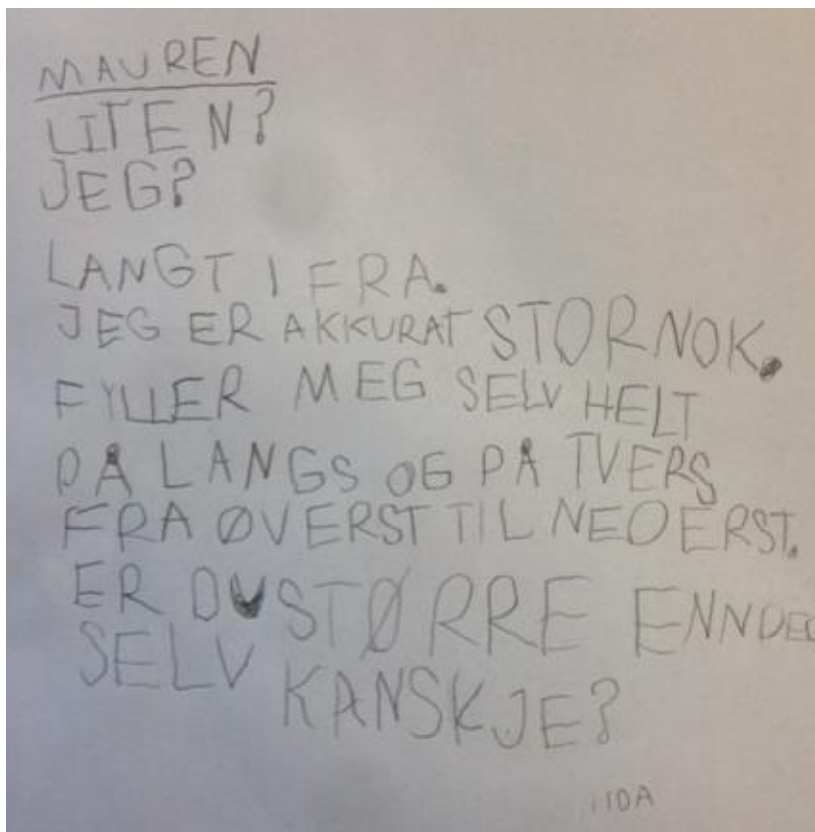 MAUREN
LITEN?
JEG?
LANGT I FRA.
JEG ER AKKURAT STOR NOK.
FYLLER MEG SELV HELT
PÅ LANGS OG PÅ TVERS
FRA ØVERST TIL NEDERST.
ER DU STØRRE ENN DEG
SELV KANSKJE?